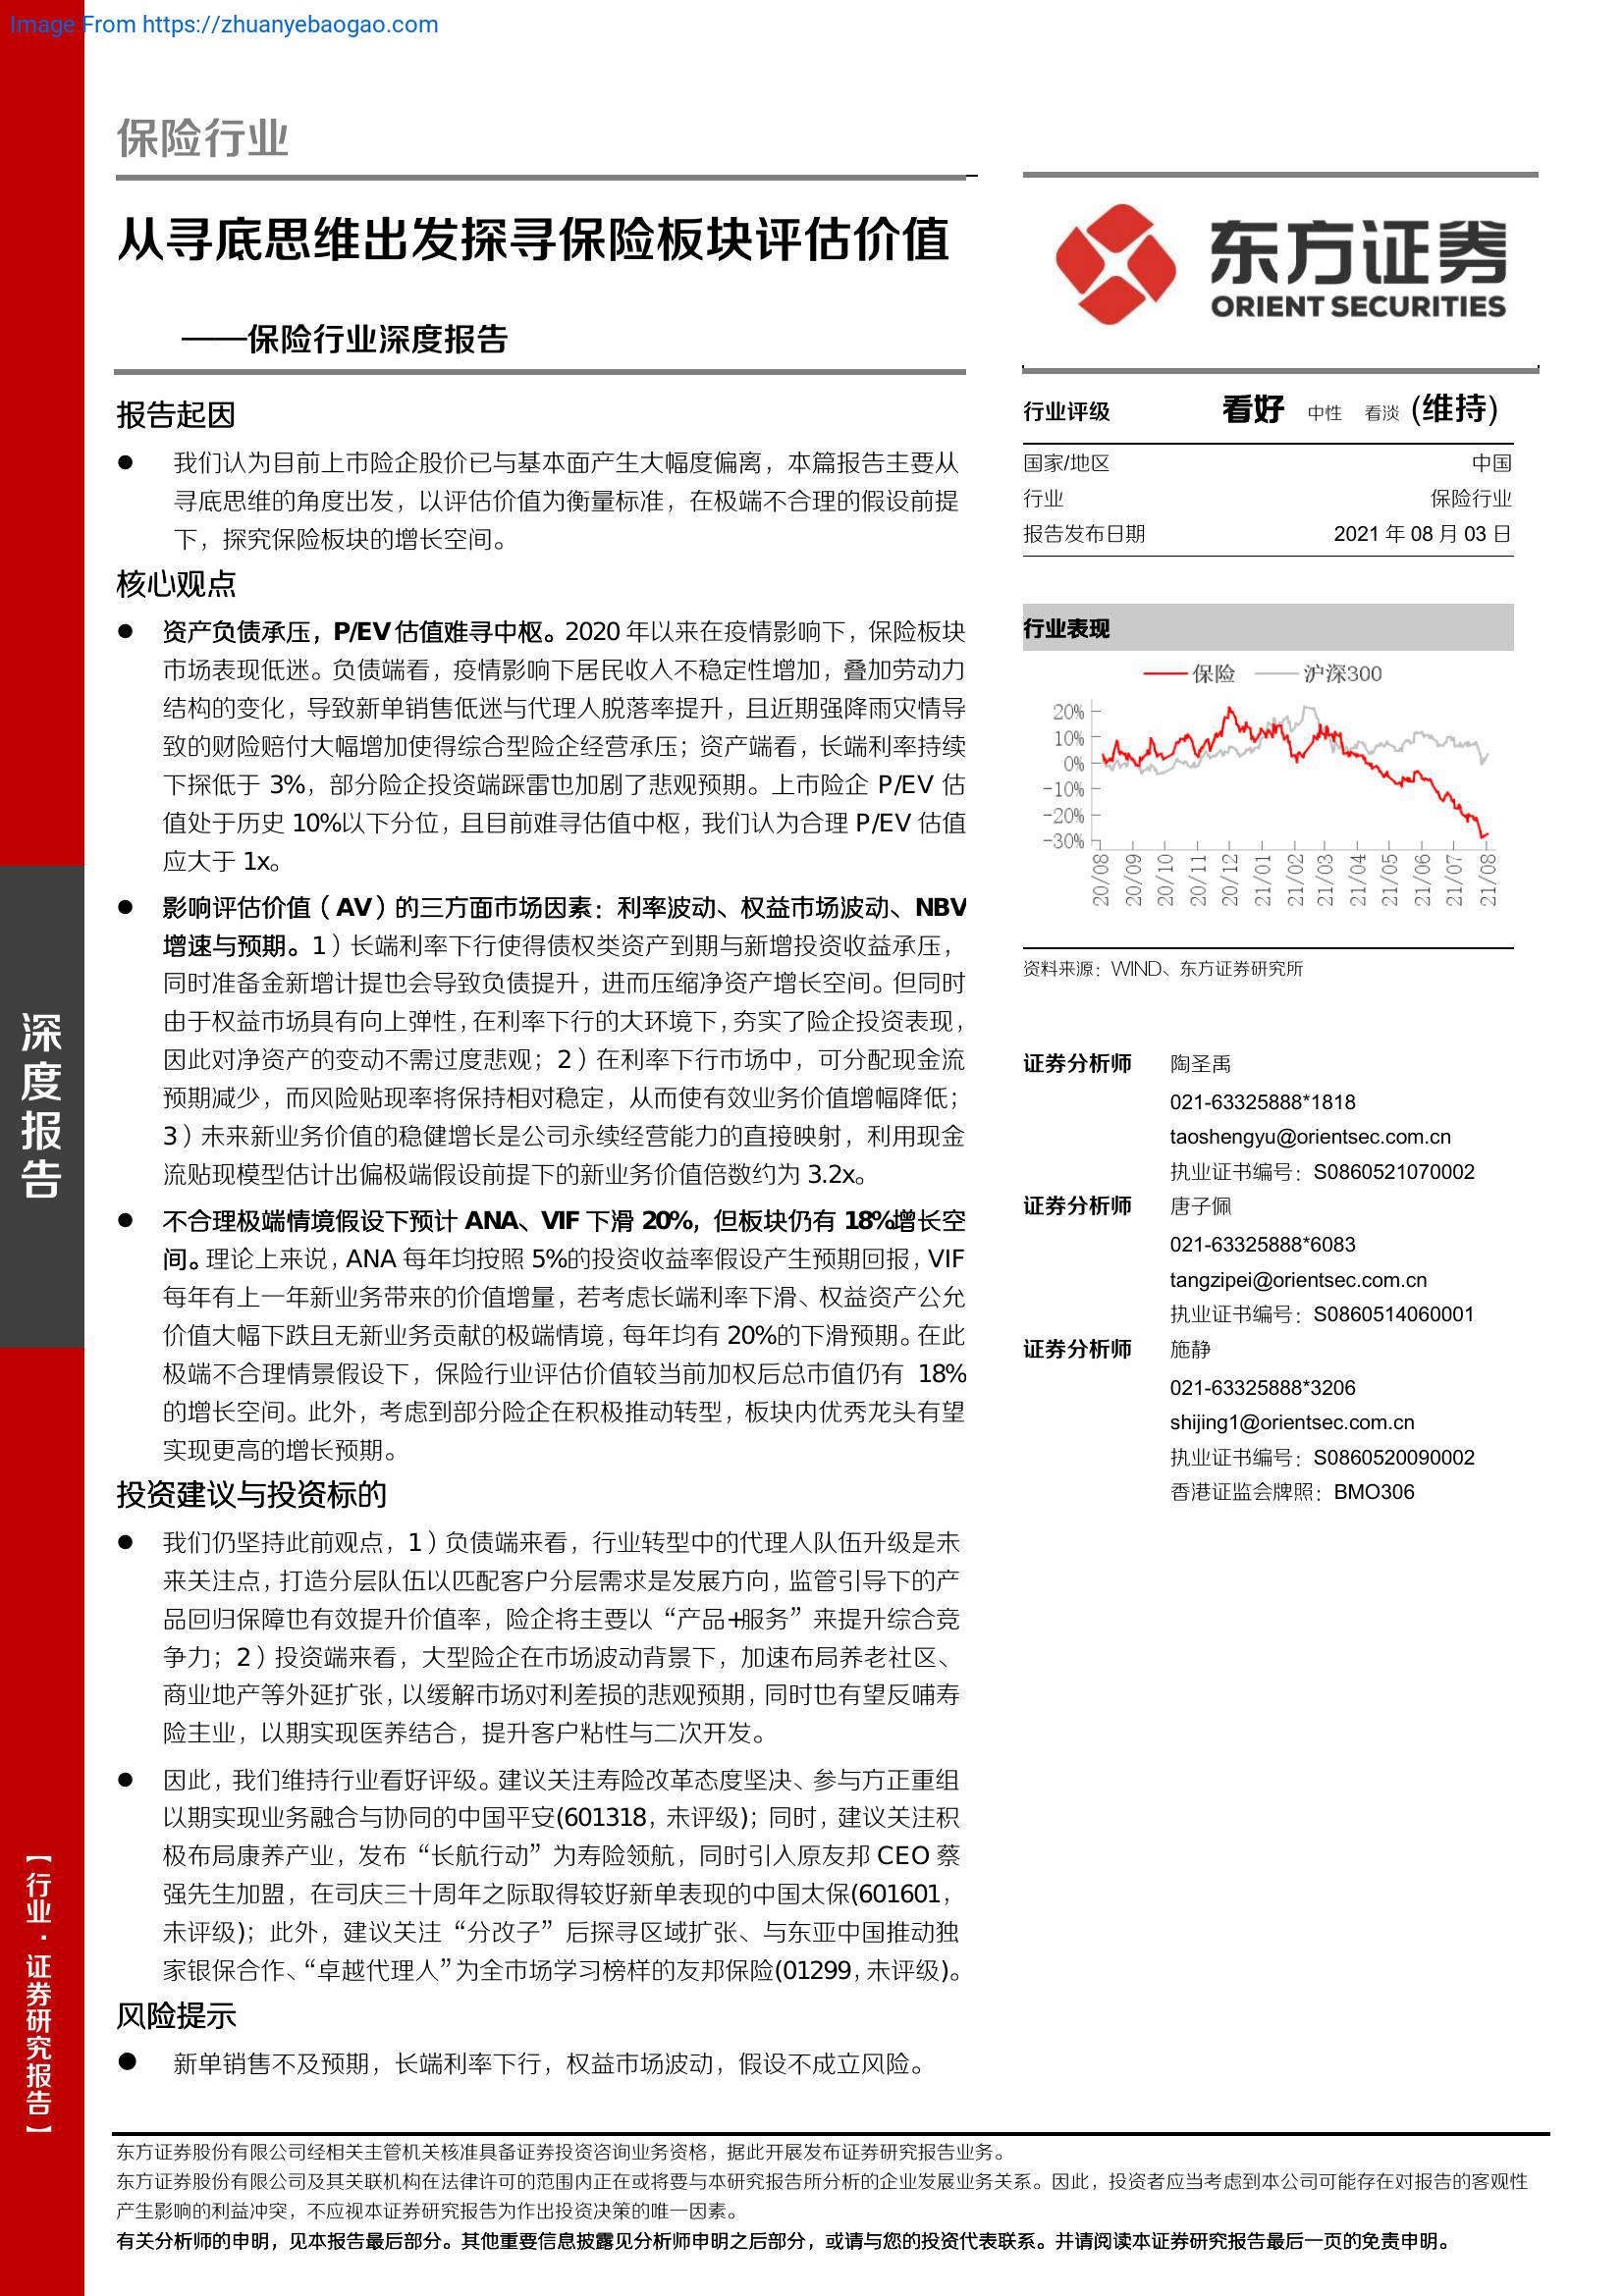 Image From https://zhuanyebaogao.com
保险行业
从寻底思维出发探寻保险板块评估价值
——保险行业深度报告
报告起因
● 我们认为目前上市险企股价已与基本面产生大幅度偏离，本篇报告主要从
寻底思维的角度出发，以评估价值为衡量标准，在极端不合理的假设前提
下，探究保险板块的增长空间。
核心观点
● 资产负债承压，P/EV 估值难寻中枢。2020 年以来在疫情影响下，保险板块
市场表现低迷。负债端看，疫情影响下居民收入不稳定性增加，叠加劳动力
结构的变化，导致新单销售低迷与代理人脱落率提升，且近期强降雨灾情导
致的财险赔付大幅增加使得综合型险企经营承压；资产端看，长端利率持续
下探低于 3%，部分险企投资端踩雷也加剧了悲观预期。上市险企 P/EV 估
值处于历史 10%以下分位，且目前难寻估值中枢，我们认为合理 P/EV 估值
应大于 1x。
● 影响评估价值（AV）的三方面市场因素：利率波动、权益市场波动、NBV
增速与预期。1）长端利率下行使得债权类资产到期与新增投资收益承压，
同时准备金新增计提也会导致负债提升，进而压缩净资产增长空间。但同时
由于权益市场具有向上弹性，在利率下行的大环境下，夯实了险企投资表现，
因此对净资产的变动不需过度悲观；2）在利率下行市场中，可分配现金流
预期减少，而风险贴现率将保持相对稳定，从而使有效业务价值增幅降低；
3）未来新业务价值的稳健增长是公司永续经营能力的直接映射，利用现金
流贴现模型估计出偏极端假设前提下的新业务价值倍数约为 3.2x。
● 不合理极端情境假设下预计 ANA、VIF 下滑 20%，但板块仍有 18%增长空
间。理论上来说，ANA 每年均按照 5%的投资收益率假设产生预期回报，VIF
每年有上一年新业务带来的价值增量，若考虑长端利率下滑、权益资产公允
价值大幅下跌且无新业务贡献的极端情境，每年均有 20%的下滑预期。在此
极端不合理情景假设下，保险行业评估价值较当前加权后总市值仍有 18%
的增长空间。此外，考虑到部分险企在积极推动转型，板块内优秀龙头有望
实现更高的增长预期。
投资建议与投资标的
● 我们仍坚持此前观点，1）负债端来看，行业转型中的代理人队伍升级是未
来关注点，打造分层队伍以匹配客户分层需求是发展方向，监管引导下的产
品回归保障也有效提升价值率，险企将主要以“产品+服务”来提升综合竞
争力；2）投资端来看，大型险企在市场波动背景下，加速布局养老社区、
商业地产等外延扩张，以缓解市场对利差损的悲观预期，同时也有望反哺寿
险主业，以期实现医养结合，提升客户粘性与二次开发。
● 因此，我们维持行业看好评级。建议关注寿险改革态度坚决、参与方正重组
以期实现业务融合与协同的中国平安(601318，未评级)；同时，建议关注积
极布局康养产业，发布“长航行动”为寿险领航，同时引入原友邦 CEO 蔡
强先生加盟，在司庆三十周年之际取得较好新单表现的中国太保(601601，
未评级)；此外，建议关注“分改子”后探寻区域扩张、与东亚中国推动独
家银保合作、“卓越代理人”为全市场学习榜样的友邦保险(01299，未评级)。
风险提示
● 新单销售不及预期，长端利率下行，权益市场波动，假设不成立风险。
东方证券
ORIENT SECURITIES
行业评级 看好 中性 看淡 (维持)
国家/地区 中国
行业 保险行业
报告发布日期 2021 年 08 月 03 日
行业表现
保险 沪深300
20%
10%
0%
-10%
-20%
-30%
20/08 20/09 20/10 20/11 20/12 21/01 21/02 21/03 21/04 21/05 21/06 21/07 21/08
资料来源：WIND、东方证券研究所
证券分析师 陶圣禹
021-63325888*1818
taoshengyu@orientsec.com.cn
执业证书编号：S0860521070002
证券分析师 唐子佩
021-63325888*6083
tangzipei@orientsec.com.cn
执业证书编号：S0860514060001
证券分析师 施静
021-63325888*3206
shijing1@orientsec.com.cn
执业证书编号：S0860520090002
香港证监会牌照：BMO306
深度报告
【行业·证券研究报告】
东方证券股份有限公司经相关主管机关核准具备证券投资咨询业务资格，据此开展发布证券研究报告业务。
东方证券股份有限公司及其关联机构在法律许可的范围内正在或将要与本研究报告所分析的企业发展业务关系。因此，投资者应当考虑到本公司可能存在对报告的客观性
产生影响的利益冲突，不应视本证券研究报告为作出投资决策的唯一因素。
有关分析师的申明，见本报告最后部分。其他重要信息披露见分析师申明之后部分，或请与您的投资代表联系。并请阅读本证券研究报告最后一页的免责申明。